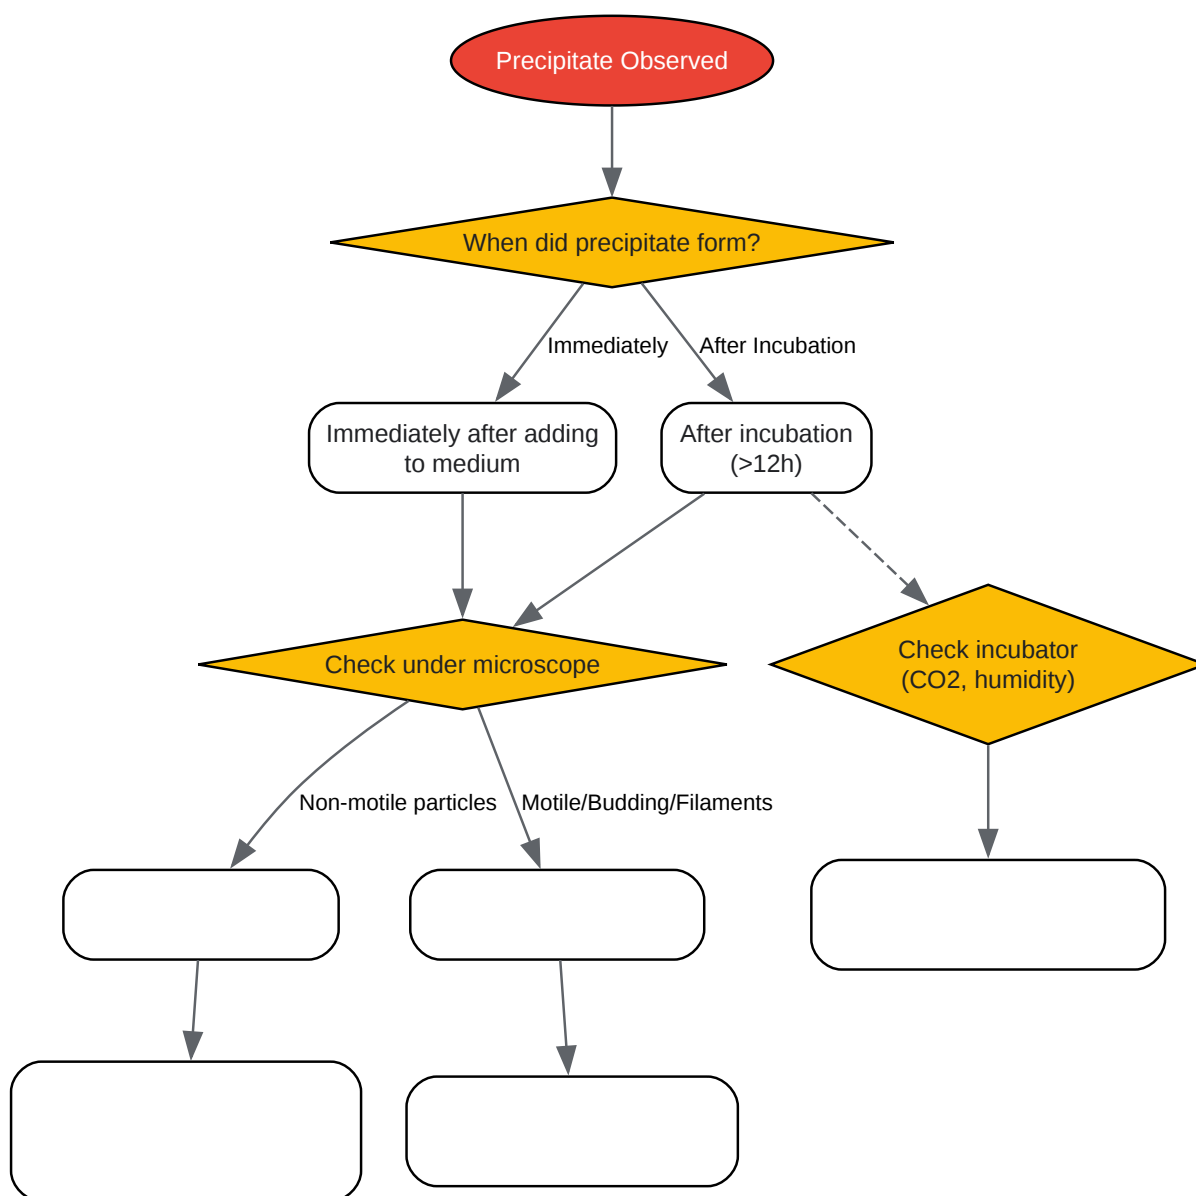 Precipitate Observed
When did precipitate form?
Immediately
After Incubation
Immediately after adding
to medium
After incubation
(>12h)
Check under microscope
Check incubator
(CO2, humidity)
Non-motile particles
Motile/Budding/Filaments